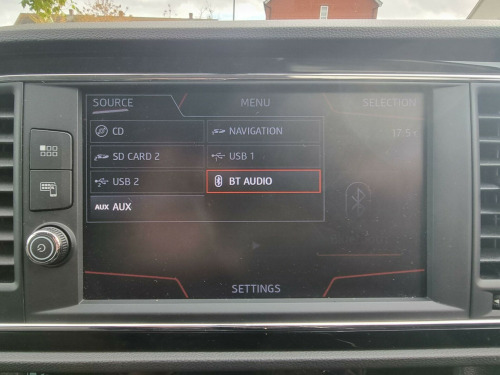 SOURCE MENU SELECTION
CD NAVIGATION
SD CARD 2 USB 1
USB 2 BT AUDIO
AUX AUX
SETTINGS